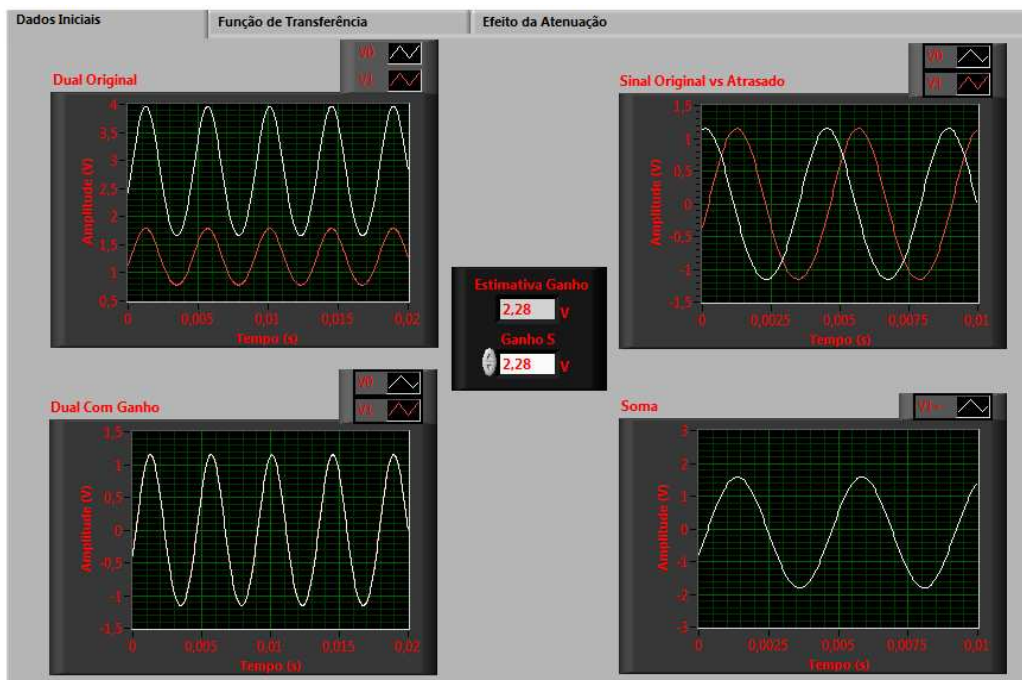 Dados Iniciais
Função de Transferência
Efeito da Atenuação
V0
V1
Dual Original
4
3,5
3
2,5
2
1,5
1
0,5
0
0,005
0,01
0,015
0,02
Amplitude (V)
Tempo (s)
V0
V1
Sinal Original vs Atrasado
1,5
1
0,5
0
-0,5
-1
-1,5
0
0,0025
0,005
0,0075
0,01
Amplitude (V)
Tempo (s)
Estimativa Ganho
2,28 V
Ganho S
2,28 V
V0
V1
Dual Com Ganho
1,5
1
0,5
0
-0,5
-1
-1,5
0
0,005
0,01
0,015
0,02
Amplitude (V)
Tempo (s)
Soma
3
2
1
0
-1
-2
-3
0
0,0025
0,005
0,0075
0,01
Amplitude (V)
Tempo (s)